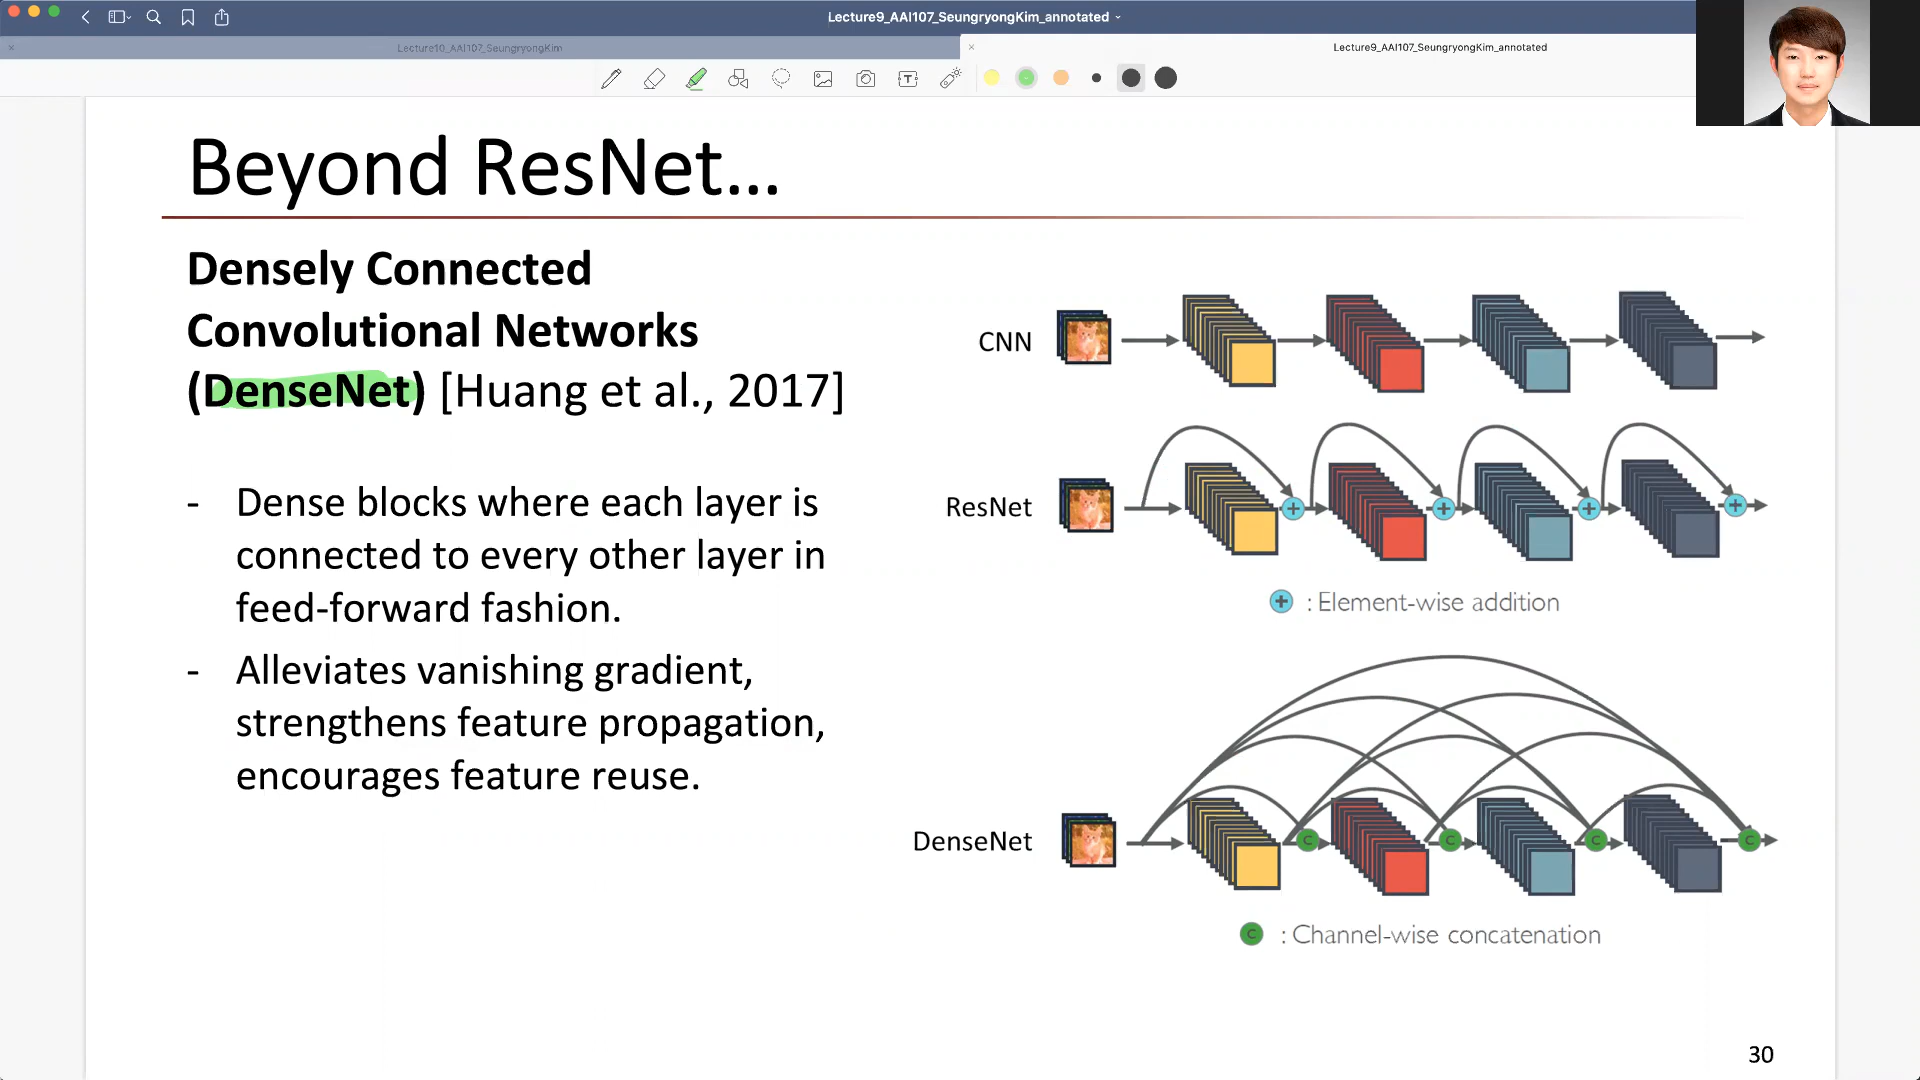 Lecture9_AAI107_SeungryongKim_annotated
Lecture10_AAI107_SeungryongKim
Lecture9_AAI107_SeungryongKim_annotated
Beyond ResNet...
Densely Connected
Convolutional Networks
(DenseNet) [Huang et al., 2017]
- Dense blocks where each layer is
connected to every other layer in
feed-forward fashion.
- Alleviates vanishing gradient,
strengthens feature propagation,
encourages feature reuse.
CNN
ResNet
+ + + +
+ : Element-wise addition
DenseNet
C C C C
C : Channel-wise concatenation
30